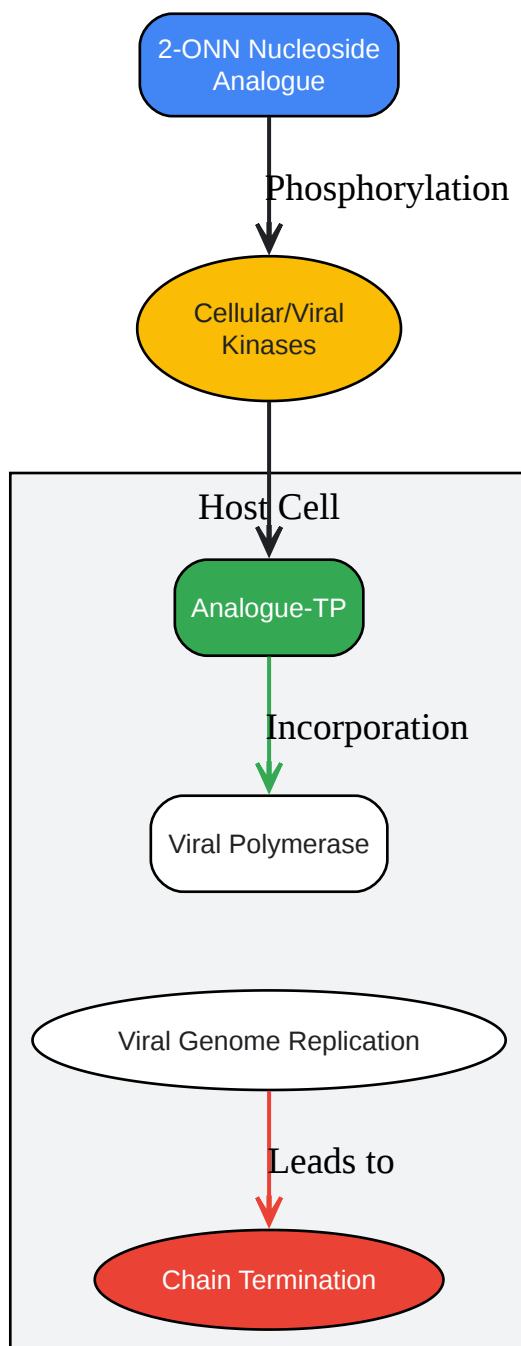 2-ONN Nucleoside
Analogue
Phosphorylation
Cellular/Viral
Kinases
Host Cell
Analogue-TP
Incorporation
Viral Polymerase
Viral Genome Replication
Leads to
Chain Termination